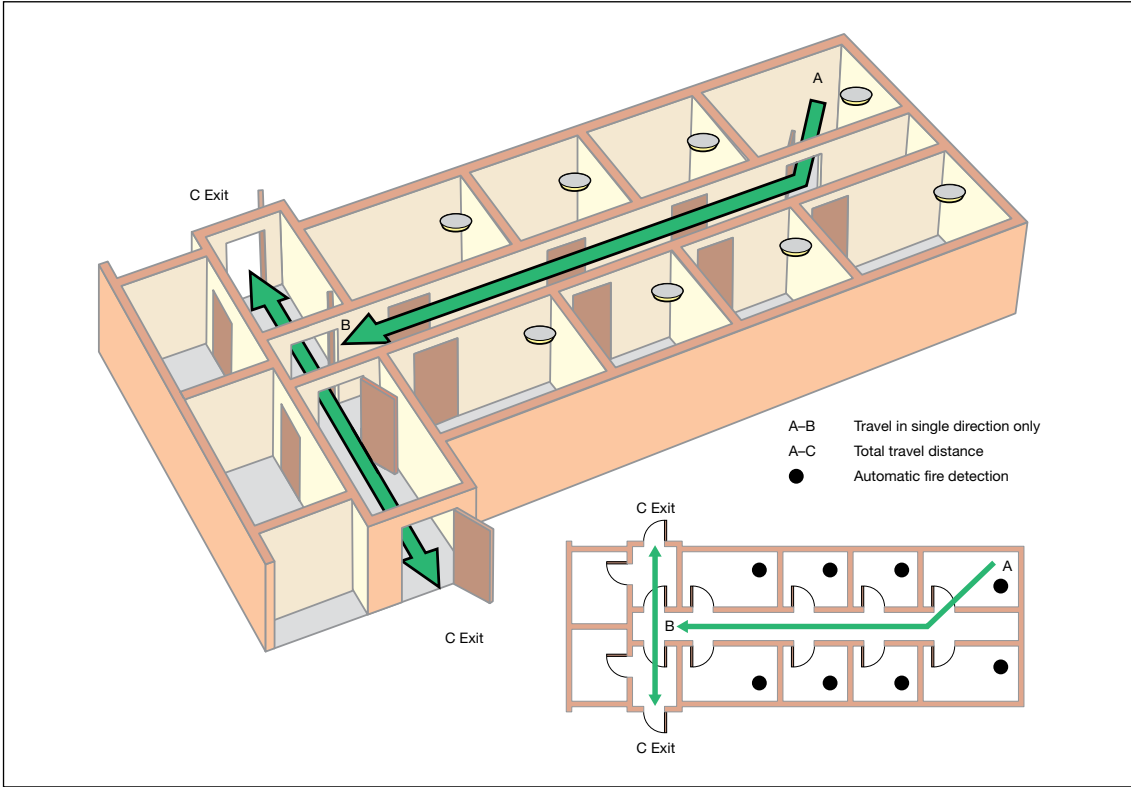 A
C Exit
B
A–B Travel in single direction only
A–C Total travel distance
Automatic fire detection
C Exit
C Exit
A
B
C Exit